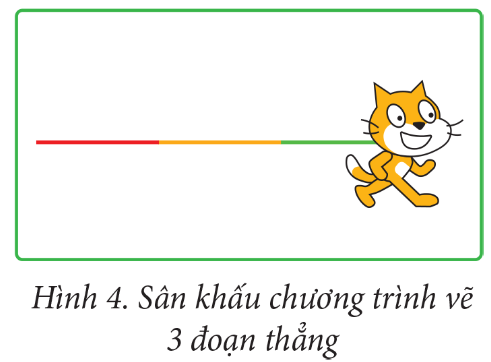 Hình 4. Sân khấu chương trình vẽ
3 đoạn thẳng